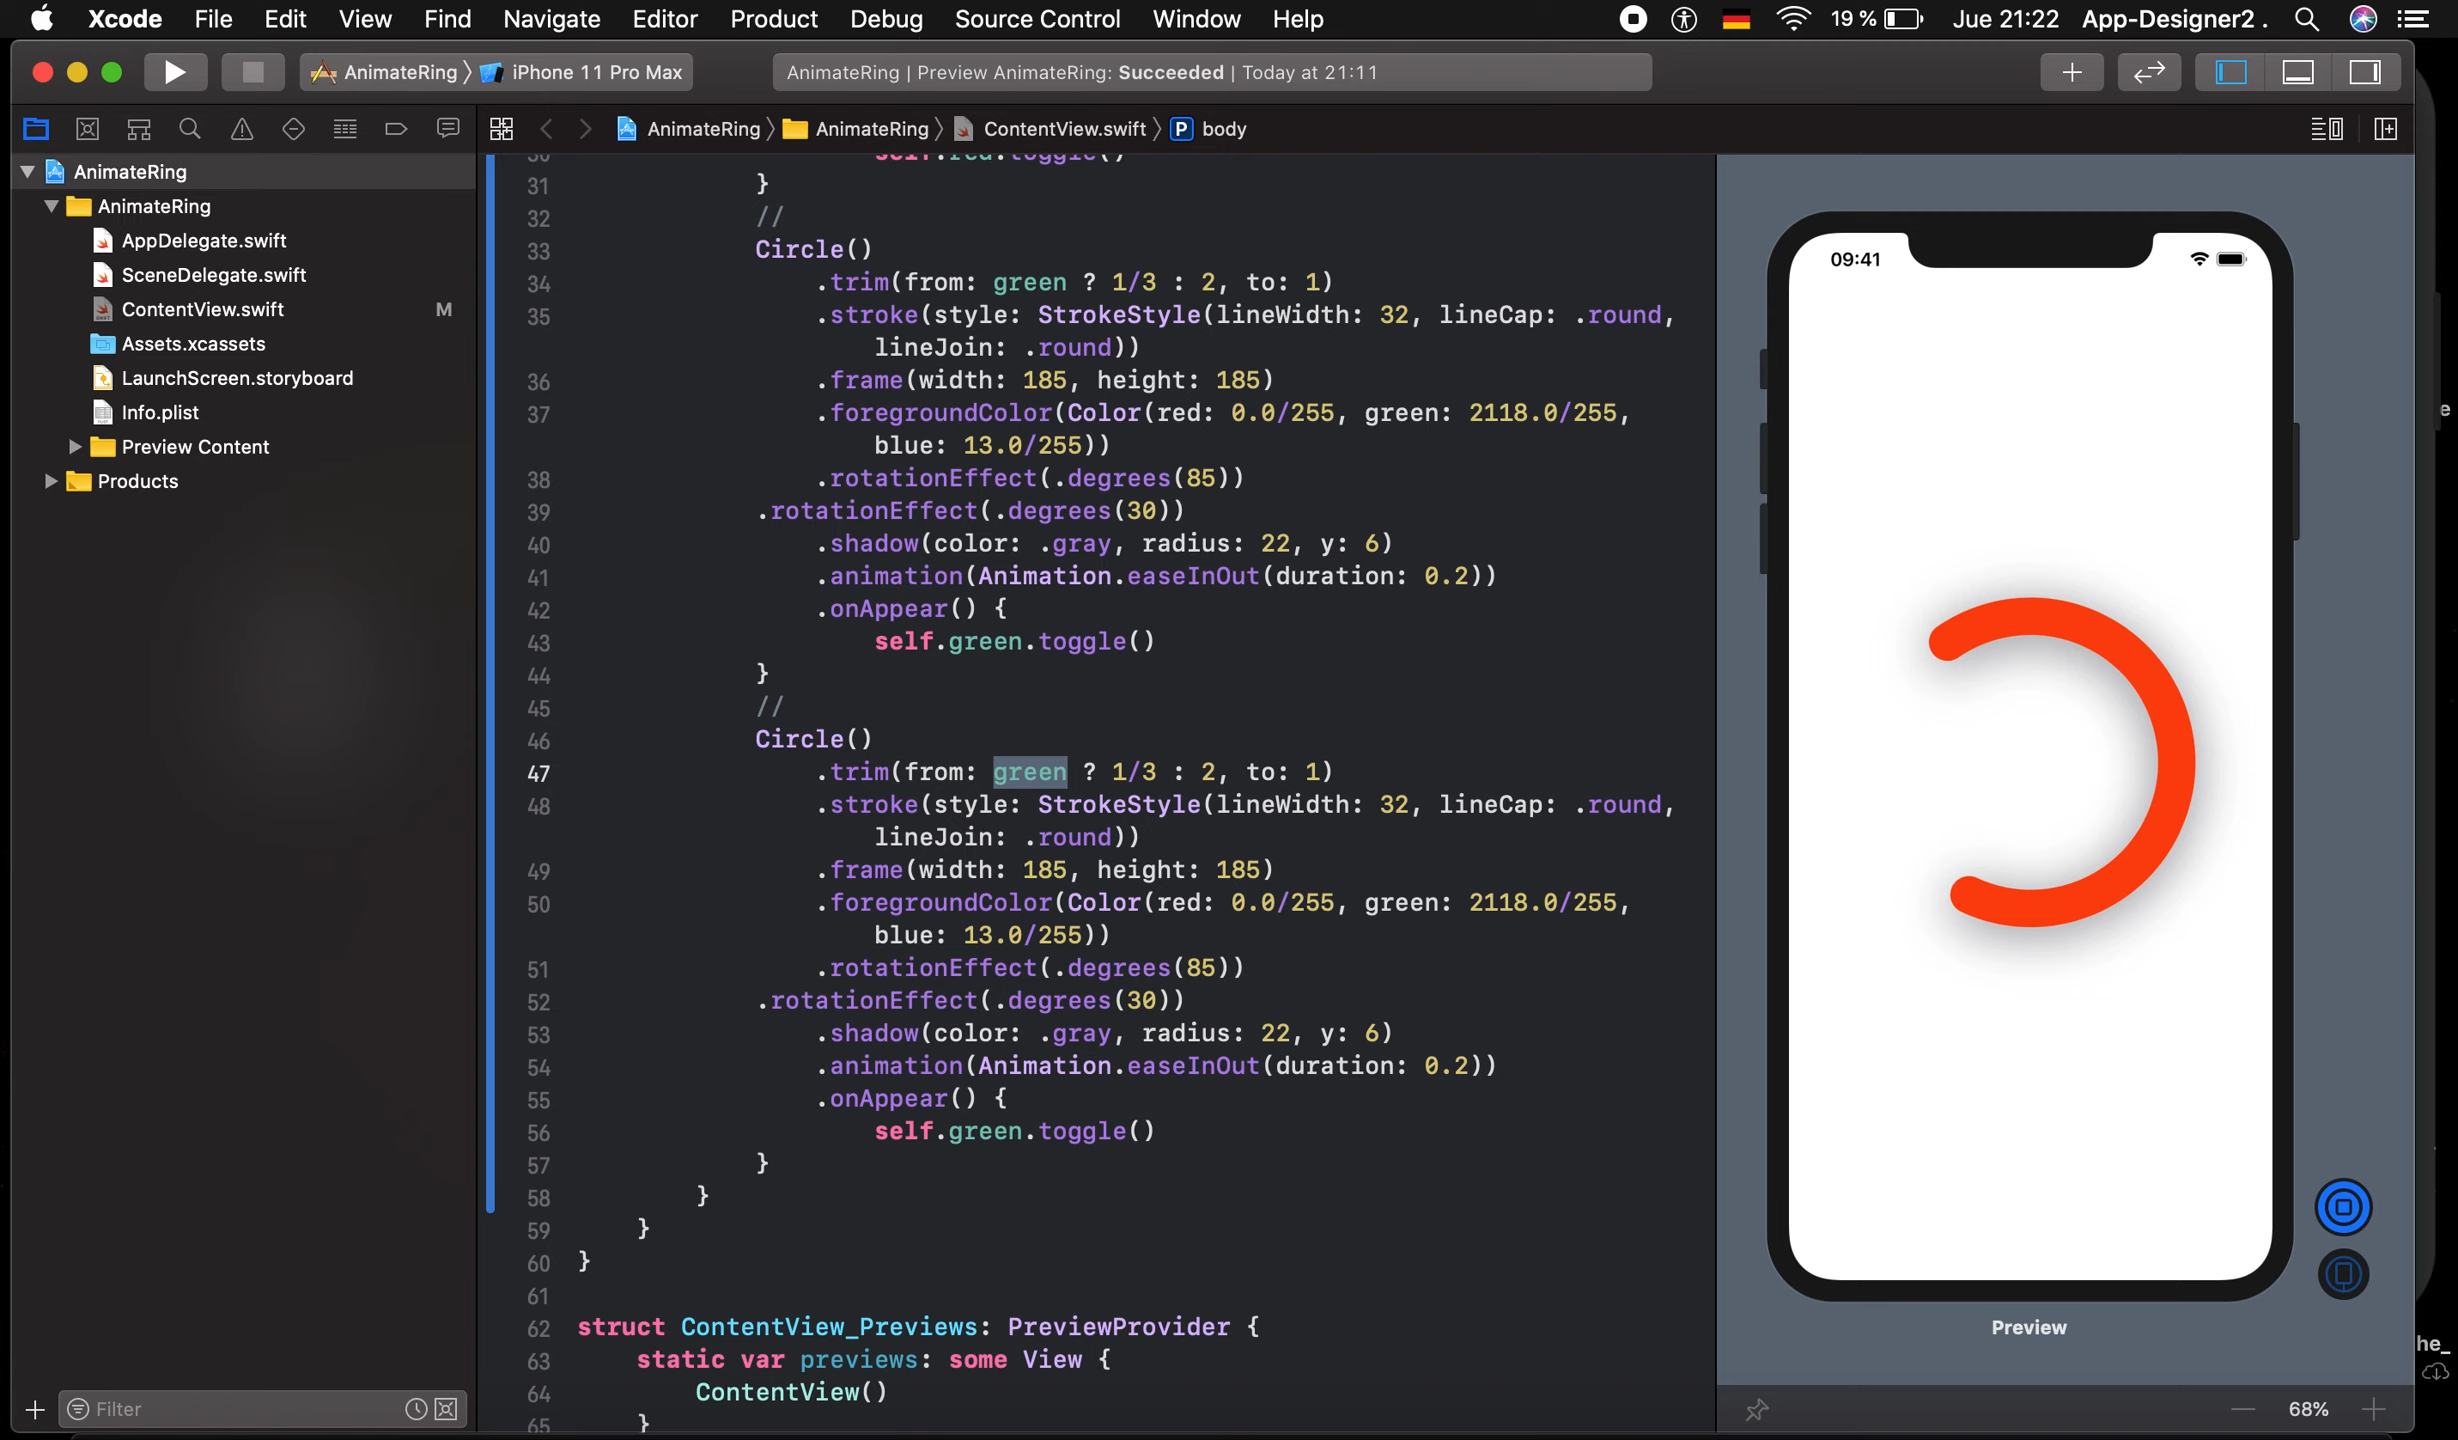 Xcode File Edit View Find Navigate Editor Product Debug Source Control Window Help 19 % Jue 21:22 App-Designer2 .
AnimateRing iPhone 11 Pro Max
AnimateRing | Preview AnimateRing: Succeeded | Today at 21:11
AnimateRing AnimateRing ContentView.swift P body
AnimateRing
AnimateRing
AppDelegate.swift
SceneDelegate.swift
ContentView.swift M
Assets.xcassets
LaunchScreen.storyboard
Info.plist
Preview Content
Products
Filter
30 self.red.toggle()
31 }
32 //
33 Circle()
34 .trim(from: green ? 1/3 : 2, to: 1)
35 .stroke(style: StrokeStyle(lineWidth: 32, lineCap: .round,
lineJoin: .round))
36 .frame(width: 185, height: 185)
37 .foregroundColor(Color(red: 0.0/255, green: 2118.0/255,
blue: 13.0/255))
38 .rotationEffect(.degrees(85))
39 .rotationEffect(.degrees(30))
40 .shadow(color: .gray, radius: 22, y: 6)
41 .animation(Animation.easeInOut(duration: 0.2))
42 .onAppear() {
43 self.green.toggle()
44 }
45 //
46 Circle()
47 .trim(from: green ? 1/3 : 2, to: 1)
48 .stroke(style: StrokeStyle(lineWidth: 32, lineCap: .round,
lineJoin: .round))
49 .frame(width: 185, height: 185)
50 .foregroundColor(Color(red: 0.0/255, green: 2118.0/255,
blue: 13.0/255))
51 .rotationEffect(.degrees(85))
52 .rotationEffect(.degrees(30))
53 .shadow(color: .gray, radius: 22, y: 6)
54 .animation(Animation.easeInOut(duration: 0.2))
55 .onAppear() {
56 self.green.toggle()
57 }
58 }
59 }
60 }
61
62 struct ContentView_Previews: PreviewProvider {
63 static var previews: some View {
64 ContentView()
65 }
09:41
Preview
68%
e
he_